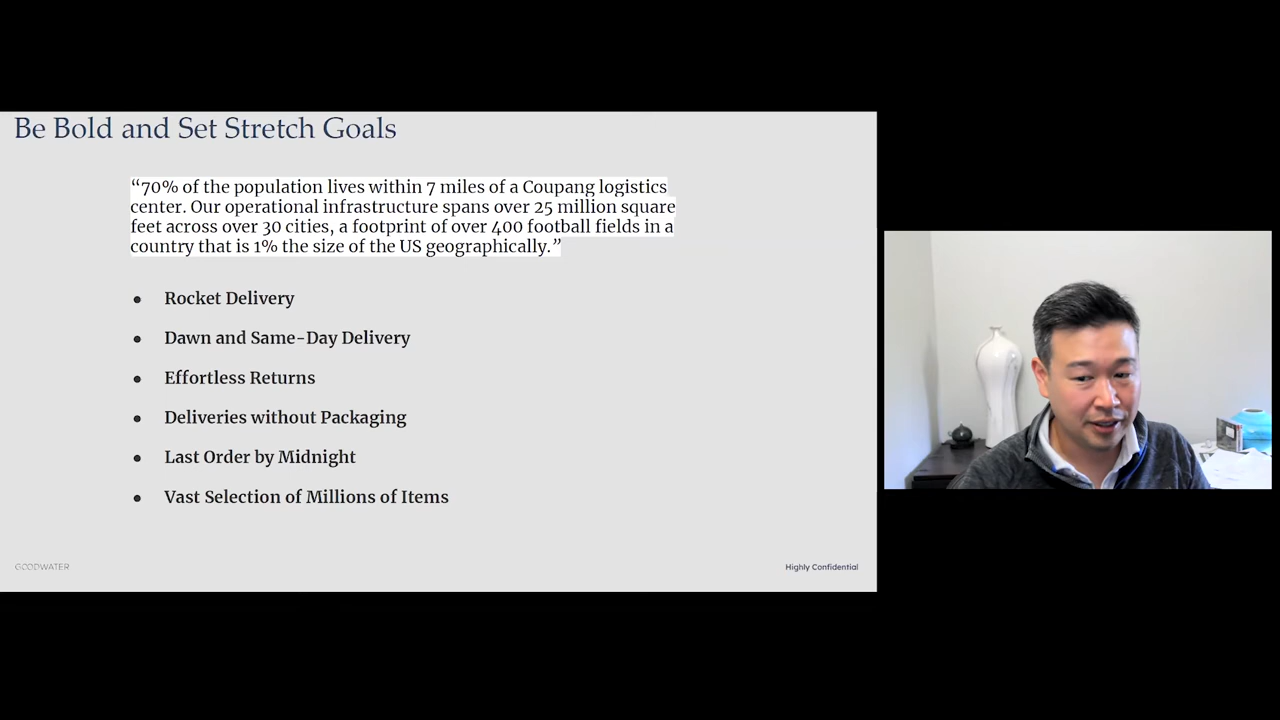 Be Bold and Set Stretch Goals
“70% of the population lives within 7 miles of a Coupang logistics
center. Our operational infrastructure spans over 25 million square
feet across over 30 cities, a footprint of over 400 football fields in a
country that is 1% the size of the US geographically.”
● Rocket Delivery
● Dawn and Same-Day Delivery
● Effortless Returns
● Deliveries without Packaging
● Last Order by Midnight
● Vast Selection of Millions of Items
GOODWATER
Highly Confidential